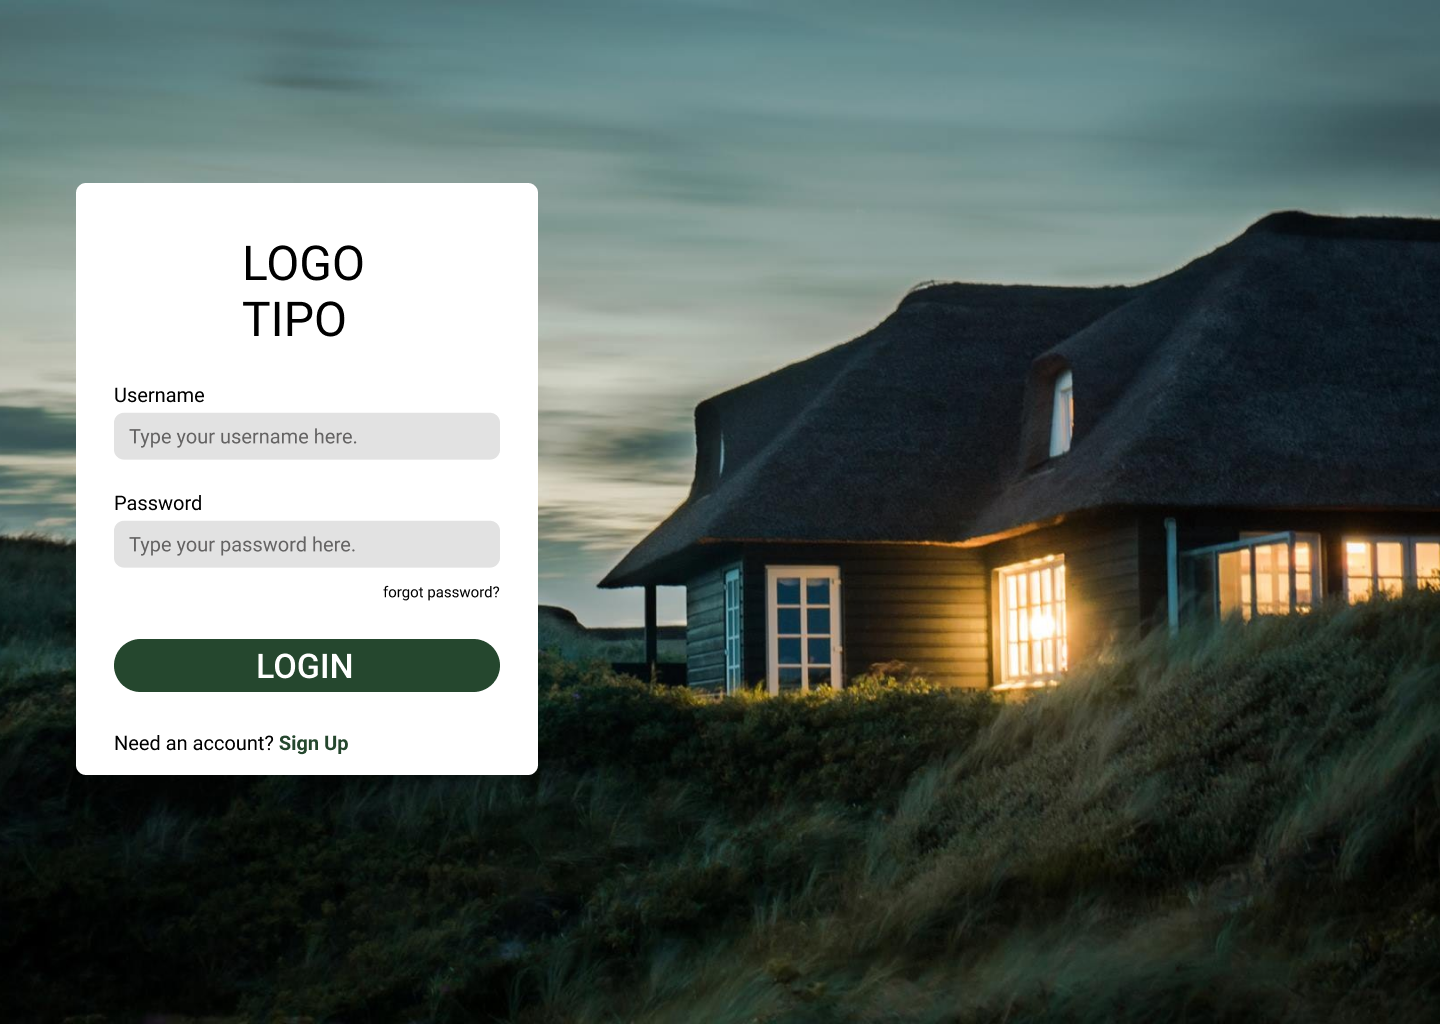 LOGO
TIPO
Username
Type your username here.
Password
Type your password here.
forgot password?
LOGIN
Need an account? Sign Up